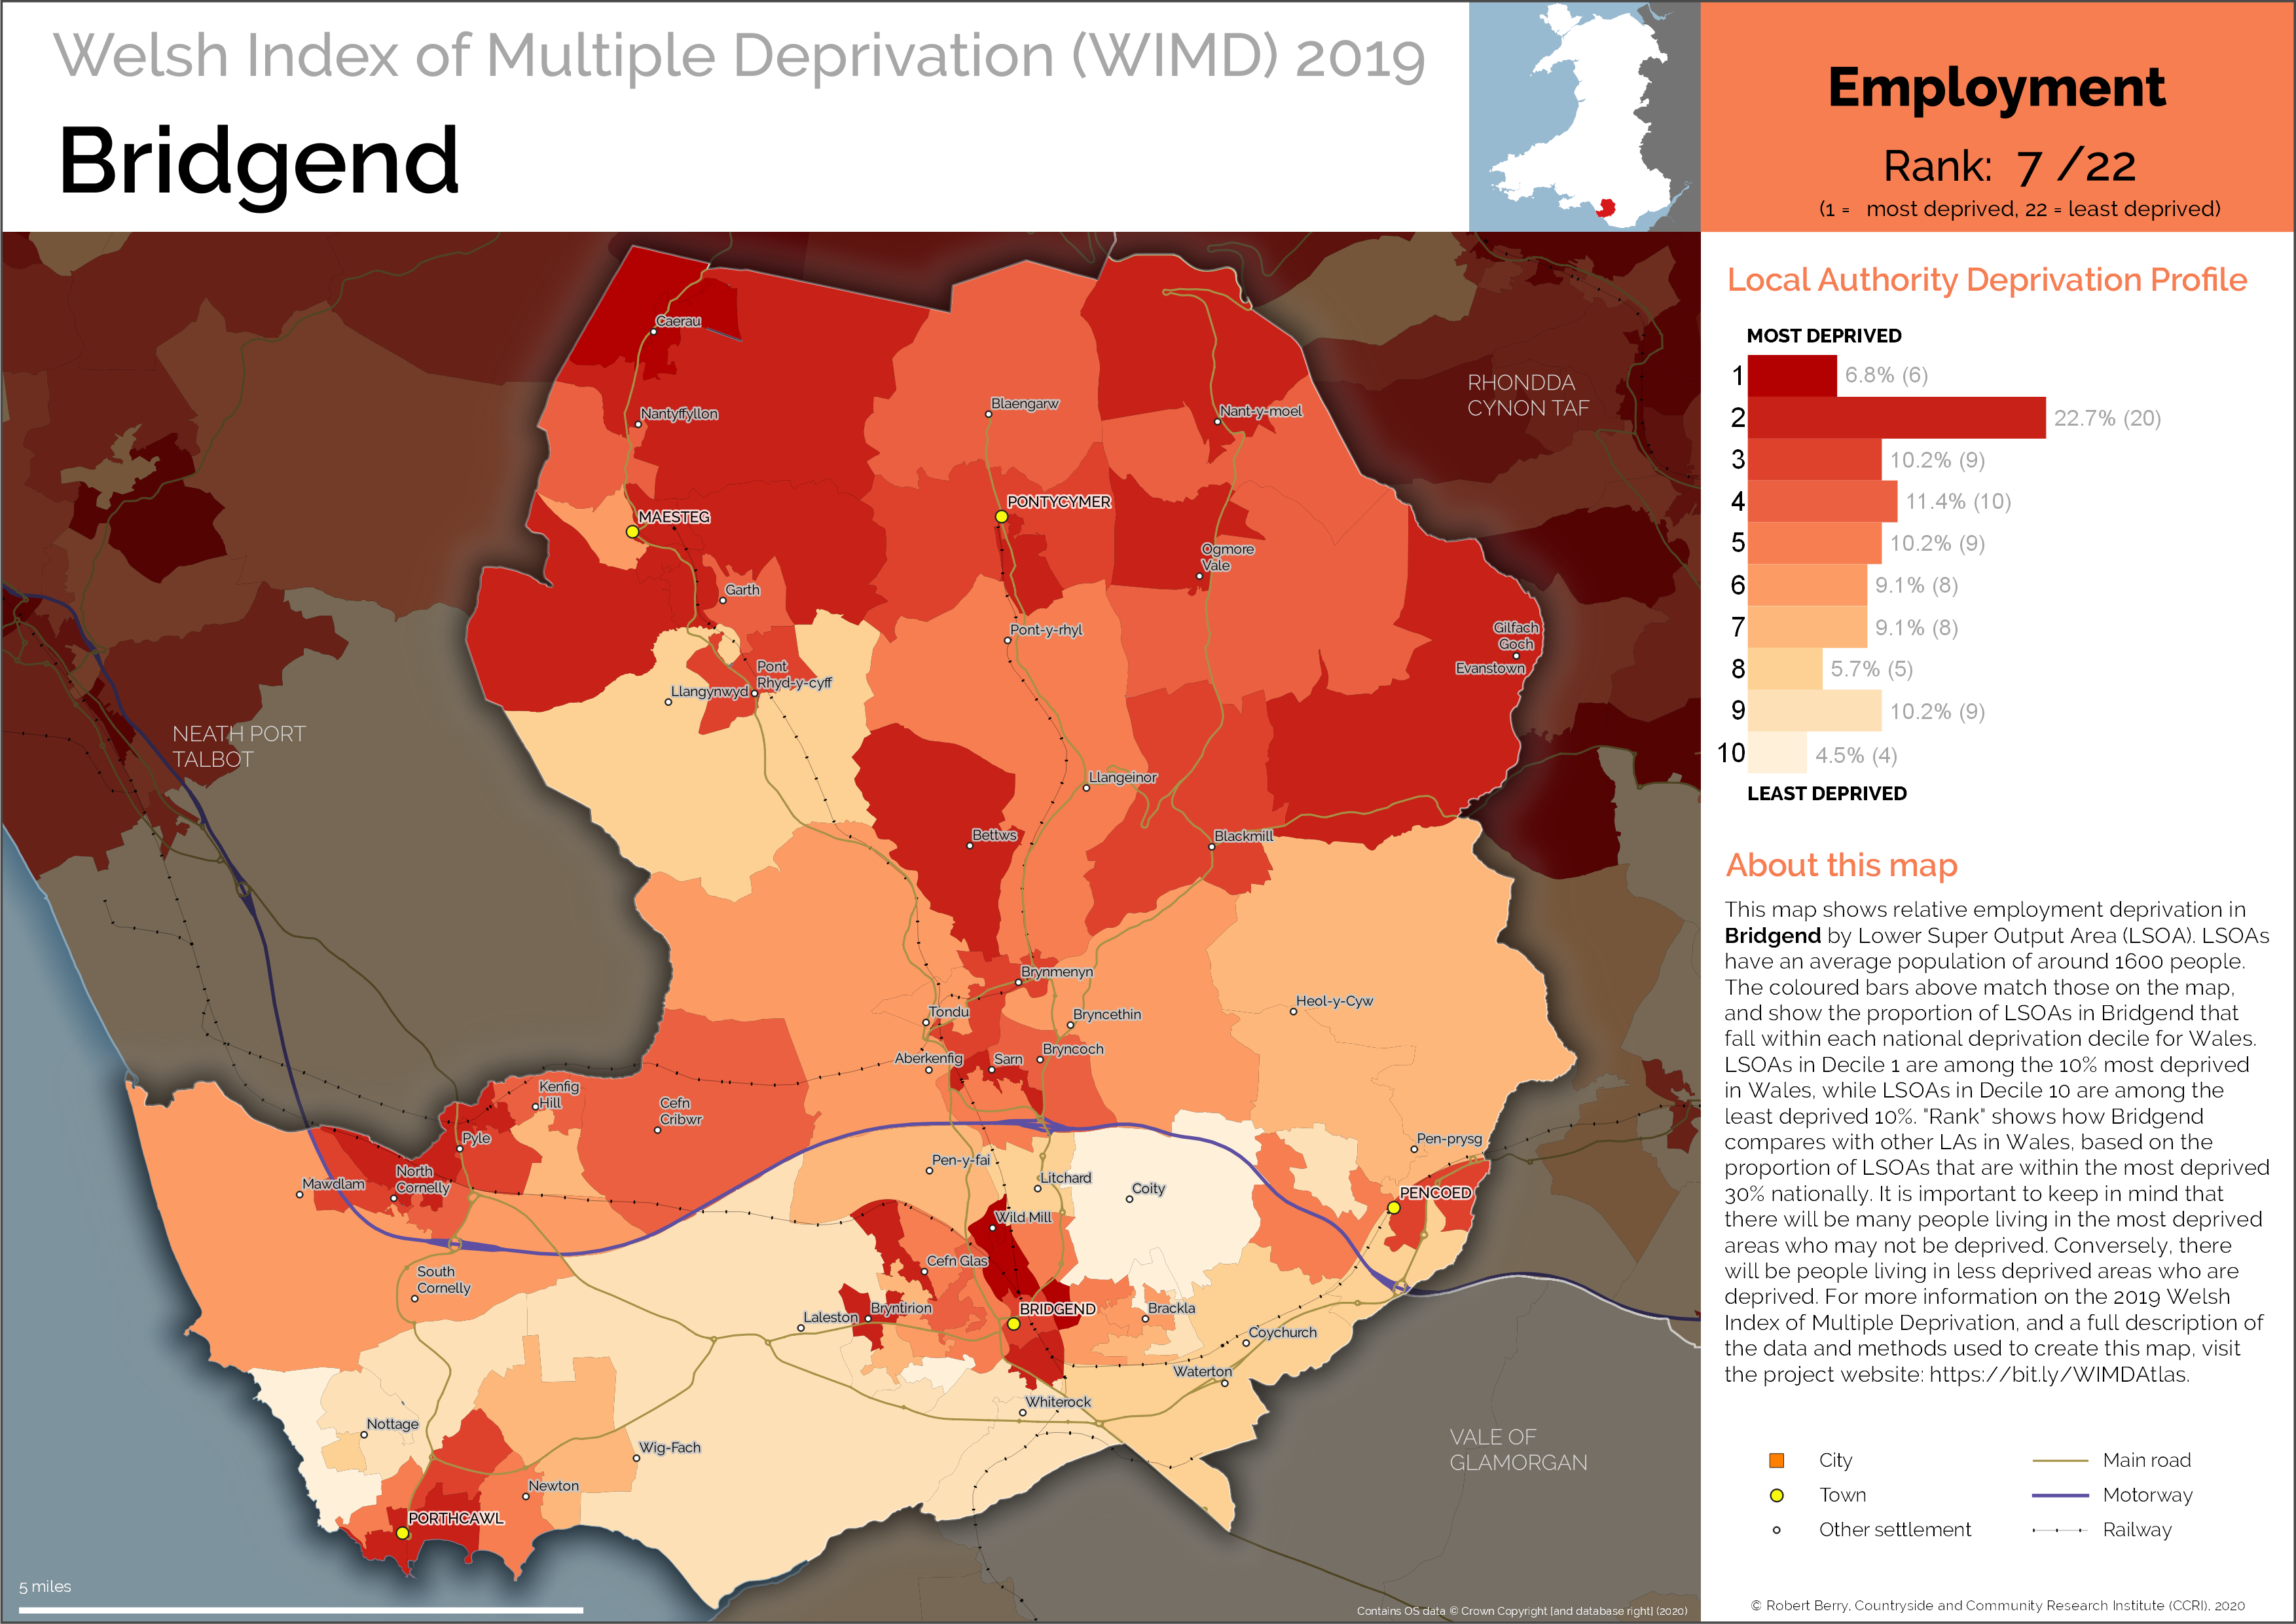 Welsh Index of Multiple Deprivation (WIMD) 2019
Bridgend
Employment
Rank: 7 /22
(1 = most deprived, 22 = least deprived)
Caerau
Nantyffyllon
Blaengarw
Nant-y-moel
RHONDDA
CYNON TAF
MAESTEG
PONTYCYMER
Ogmore
Vale
Garth
Pont-y-rhyl
Gilfach
Goch
Evanstown
Pont
Rhyd-y-cyff
Llangynwyd
NEATH PORT
TALBOT
Llangeinor
Bettws
Blackmill
Brynmenyn
Heol-y-Cyw
Tondu
Bryncethin
Aberkenfig
Sarn
Bryncoch
Kenfig
Hill
Cefn
Cribwr
Pyle
Pen-prysg
Pen-y-fai
North
Cornelly
Mawdlam
Litchard
Coity
PENCOED
Wild Mill
Cefn Glas
South
Cornelly
Laleston
Bryntirion
BRIDGEND
Brackla
Coychurch
Waterton
Whiterock
Nottage
Wig-Fach
Newton
PORTHCAWL
VALE OF
GLAMORGAN
5 miles
Contains OS data © Crown Copyright [and database right] (2020)
Local Authority Deprivation Profile
MOST DEPRIVED
1 6.8% (6)
2 22.7% (20)
3 10.2% (9)
4 11.4% (10)
5 10.2% (9)
6 9.1% (8)
7 9.1% (8)
8 5.7% (5)
9 10.2% (9)
10 4.5% (4)
LEAST DEPRIVED
About this map
This map shows relative employment deprivation in
Bridgend by Lower Super Output Area (LSOA). LSOAs
have an average population of around 1600 people.
The coloured bars above match those on the map,
and show the proportion of LSOAs in Bridgend that
fall within each national deprivation decile for Wales.
LSOAs in Decile 1 are among the 10% most deprived
in Wales, while LSOAs in Decile 10 are among the
least deprived 10%. "Rank" shows how Bridgend
compares with other LAs in Wales, based on the
proportion of LSOAs that are within the most deprived
30% nationally. It is important to keep in mind that
there will be many people living in the most deprived
areas who may not be deprived. Conversely, there
will be people living in less deprived areas who are
deprived. For more information on the 2019 Welsh
Index of Multiple Deprivation, and a full description of
the data and methods used to create this map, visit
the project website: https://bit.ly/WIMDAtlas.
City
Town
Other settlement
Main road
Motorway
Railway
© Robert Berry, Countryside and Community Research Institute (CCRI), 2020